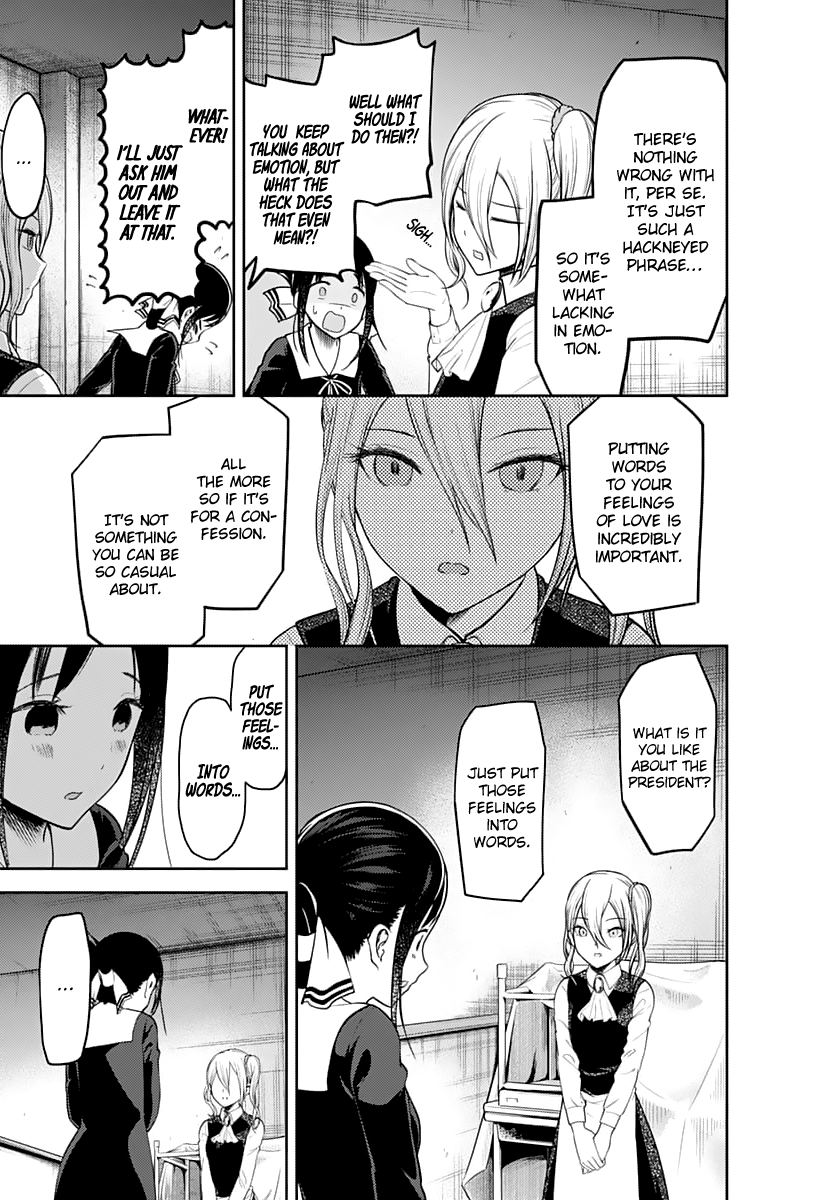 THERE'S
NOTHING
WRONG WITH
IT, PER SE.
IT'S JUST
SUCH
A HACKNEYED
PHRASE...
SO IT'S
SOME-
WHAT
LACKING
IN EMO-
TION.
SIGH...
WELL WHAT
SHOULD I
DO THEN?!
YOU KEEP
TALKING ABOUT
EMOTION, BUT
WHAT THE
HECK DOES
THAT EVEN
MEAN?!
WHAT-
EVER!
I'LL JUST
ASK HIM
OUT AND
LEAVE IT
AT THAT.
...
PUTTING
WORDS
TO YOUR
FEELINGS
OF LOVE IS
INCREDIBLY
IMPORTANT.
ALL
THE MORE
SO IF IT'S
FOR A CON-
FESSION.
IT'S NOT
SOMETHING
YOU CAN BE
SO CASUAL
ABOUT.
WHAT IS IT
YOU LIKE
ABOUT THE
PRESIDENT?
JUST PUT
THOSE
FEELINGS
INTO
WORDS.
PUT
THOSE
FEEL-
INGS...
INTO
WORDS...
...